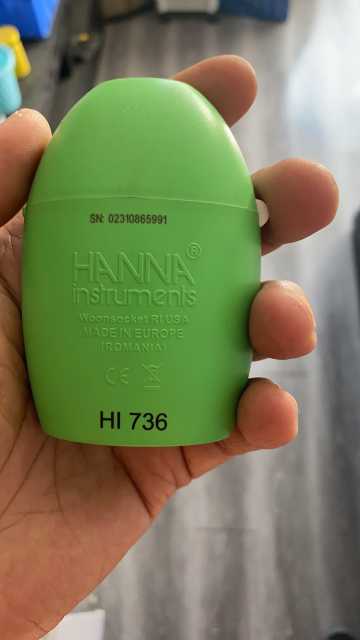 SN: 02310865991
HANNA®
instruments
Woonsocket RI USA
MADE IN EUROPE
(ROMANIA)
CE
HI 736